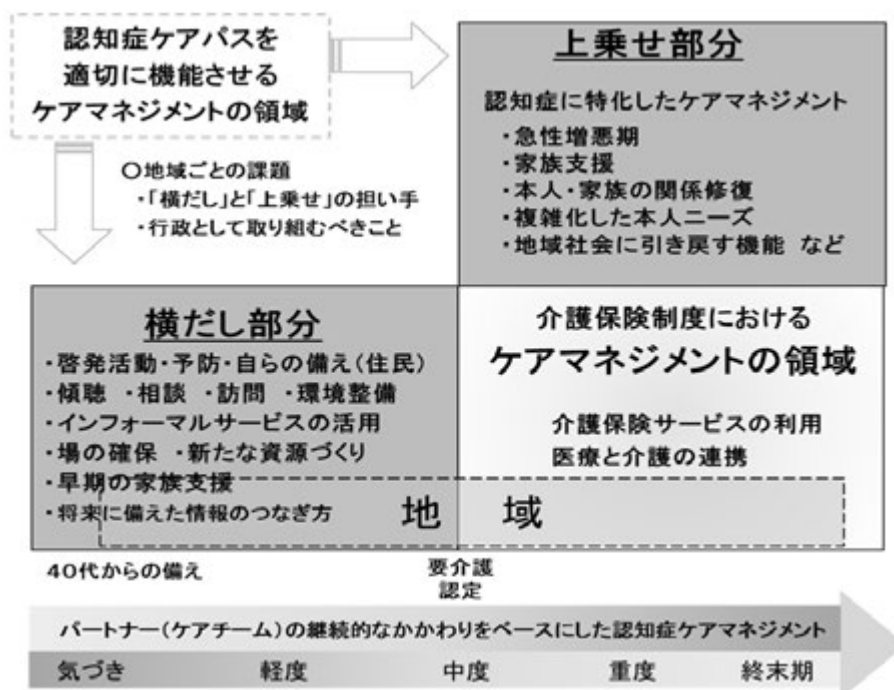 認知症ケアパスを
適切に機能させる
ケアマネジメントの領域
上乗せ部分
認知症に特化したケアマネジメント
・急性増悪期
・家族支援
・本人・家族の関係修復
・複雑化した本人ニーズ
・地域社会に引き戻す機能 など
〇地域ごとの課題
・「横だし」と「上乗せ」の担い手
・行政として取り組むべきこと
横だし部分
・啓発活動・予防・自らの備え(住民)
・傾聴 ・相談 ・訪問 ・環境整備
・インフォーマルサービスの活用
・場の確保 ・新たな資源づくり
・早期の家族支援
・将来に備えた情報のつなぎ方
介護保険制度における
ケアマネジメントの領域
介護保険サービスの利用
医療と介護の連携
地 域
40代からの備え
要介護
認定
パートナー(ケアチーム)の継続的なかかわりをベースにした認知症ケアマネジメント
気づき 軽度 中度 重度 終末期